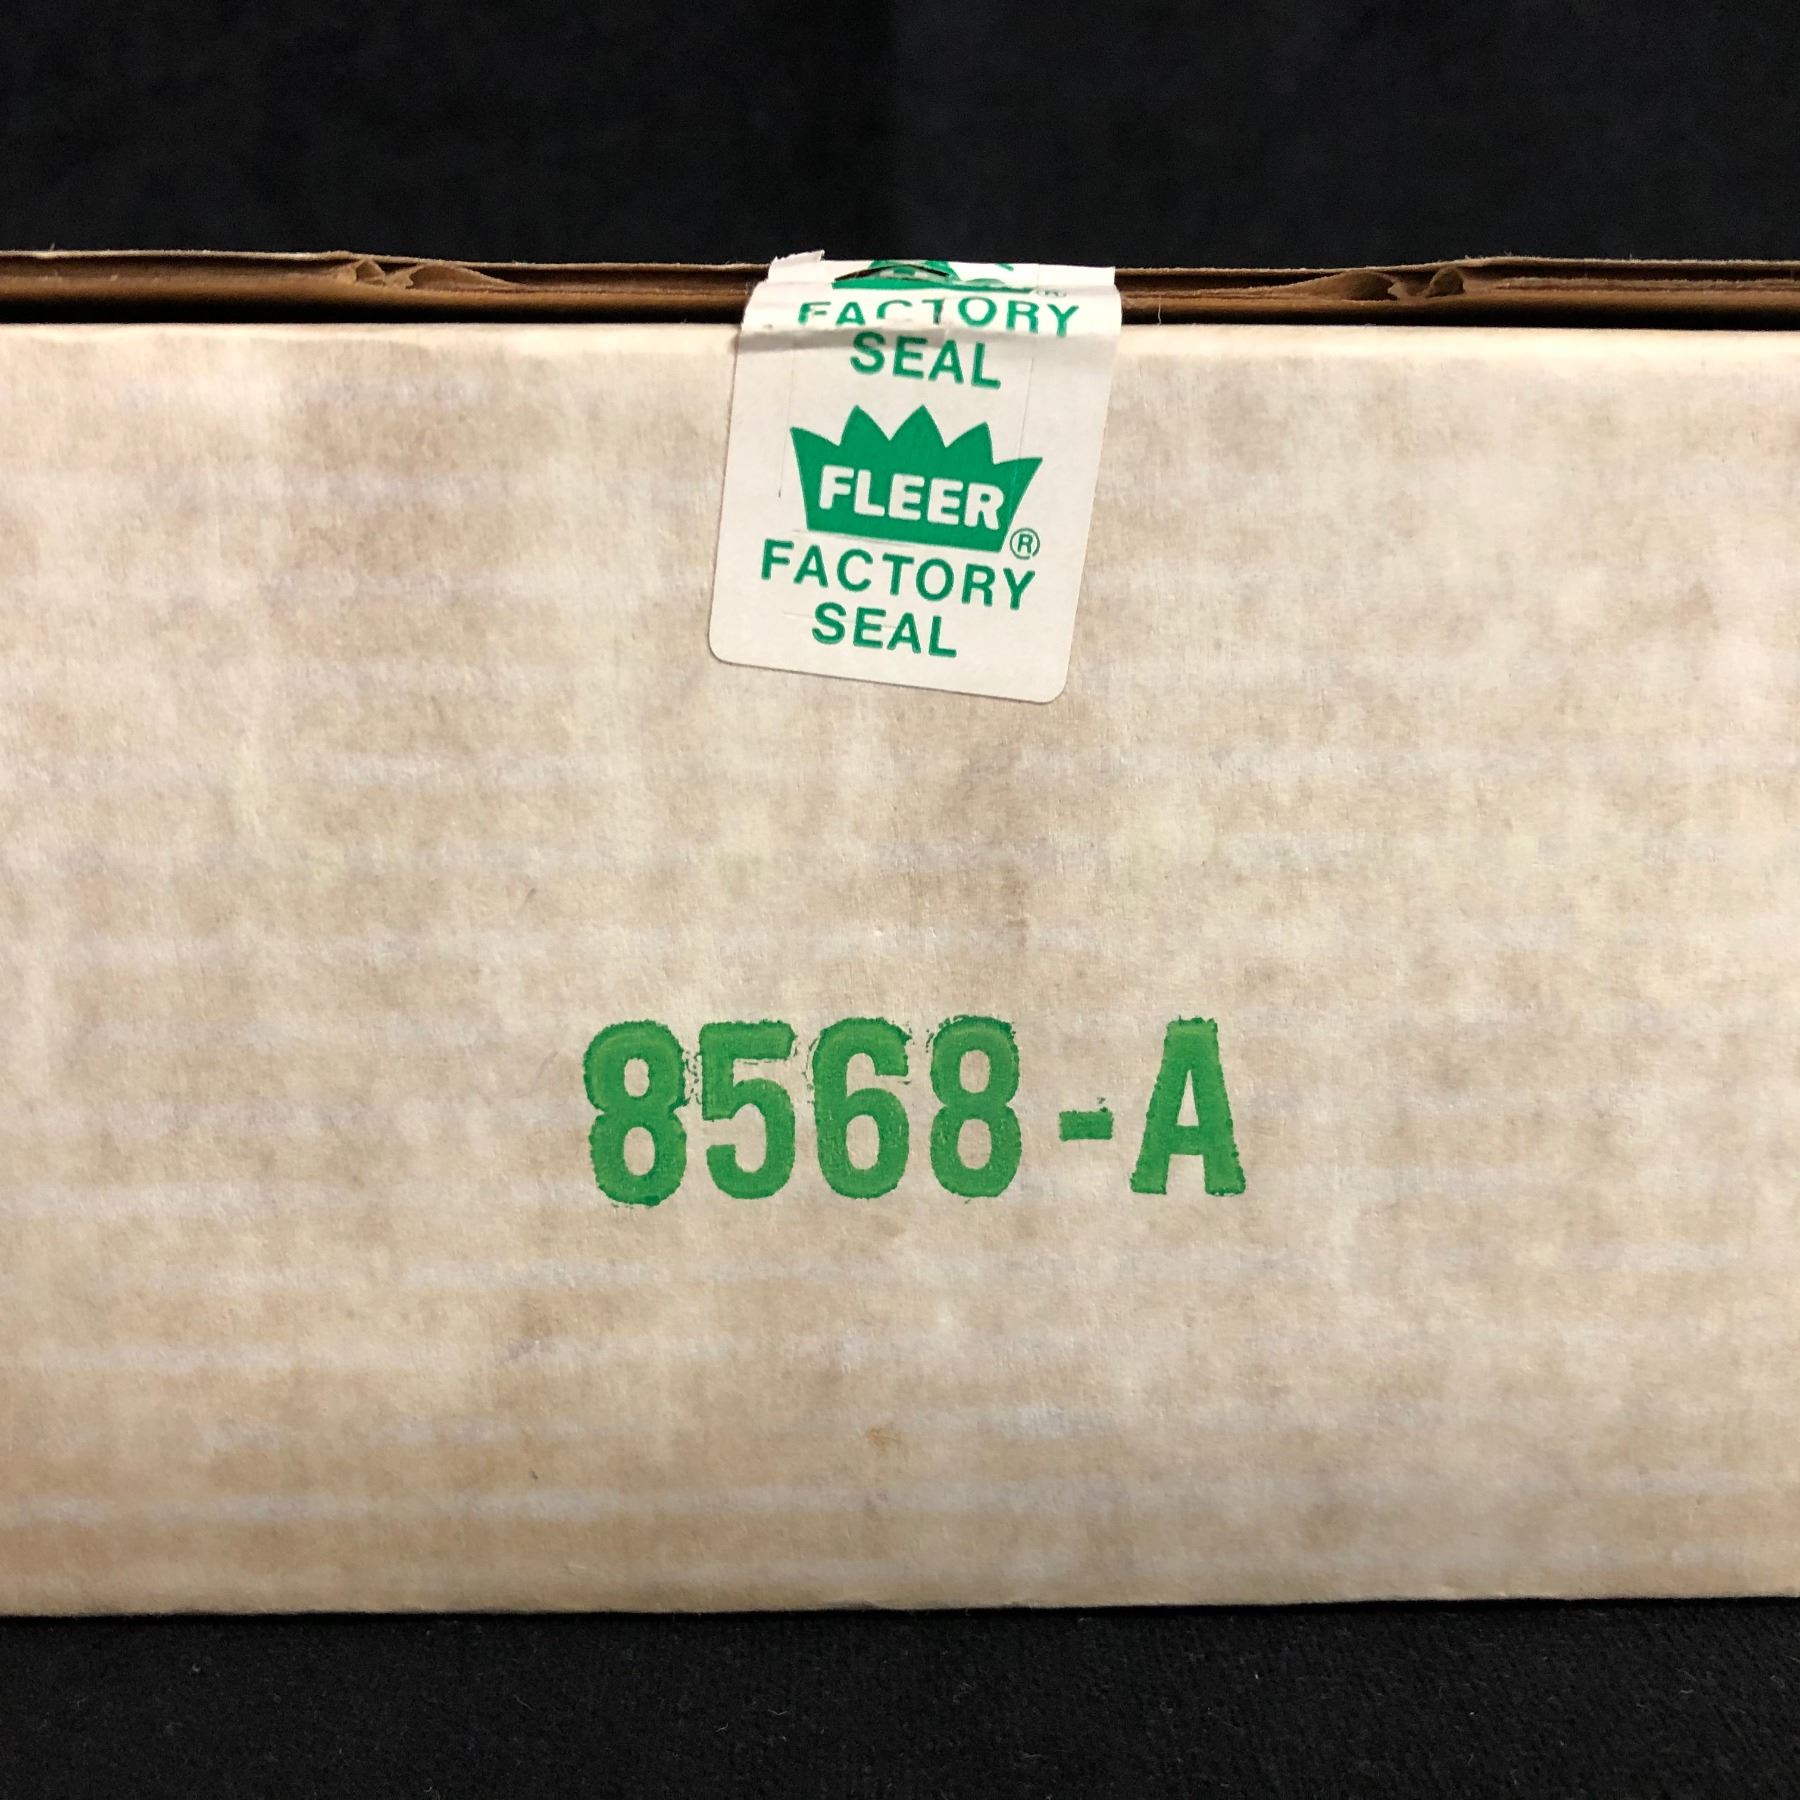 ®
FACTORY
SEAL
FLEER®
FACTORY
SEAL
8568-A